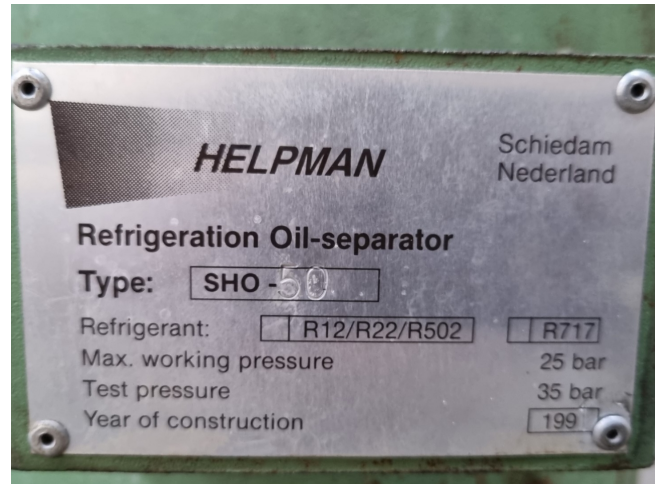 HELPMAN
Schiedam
Nederland
Refrigeration Oil-separator
Type: SHO - 50
Refrigerant: R12/R22/R502 R717
Max. working pressure 25 bar
Test pressure 35 bar
Year of construction 199